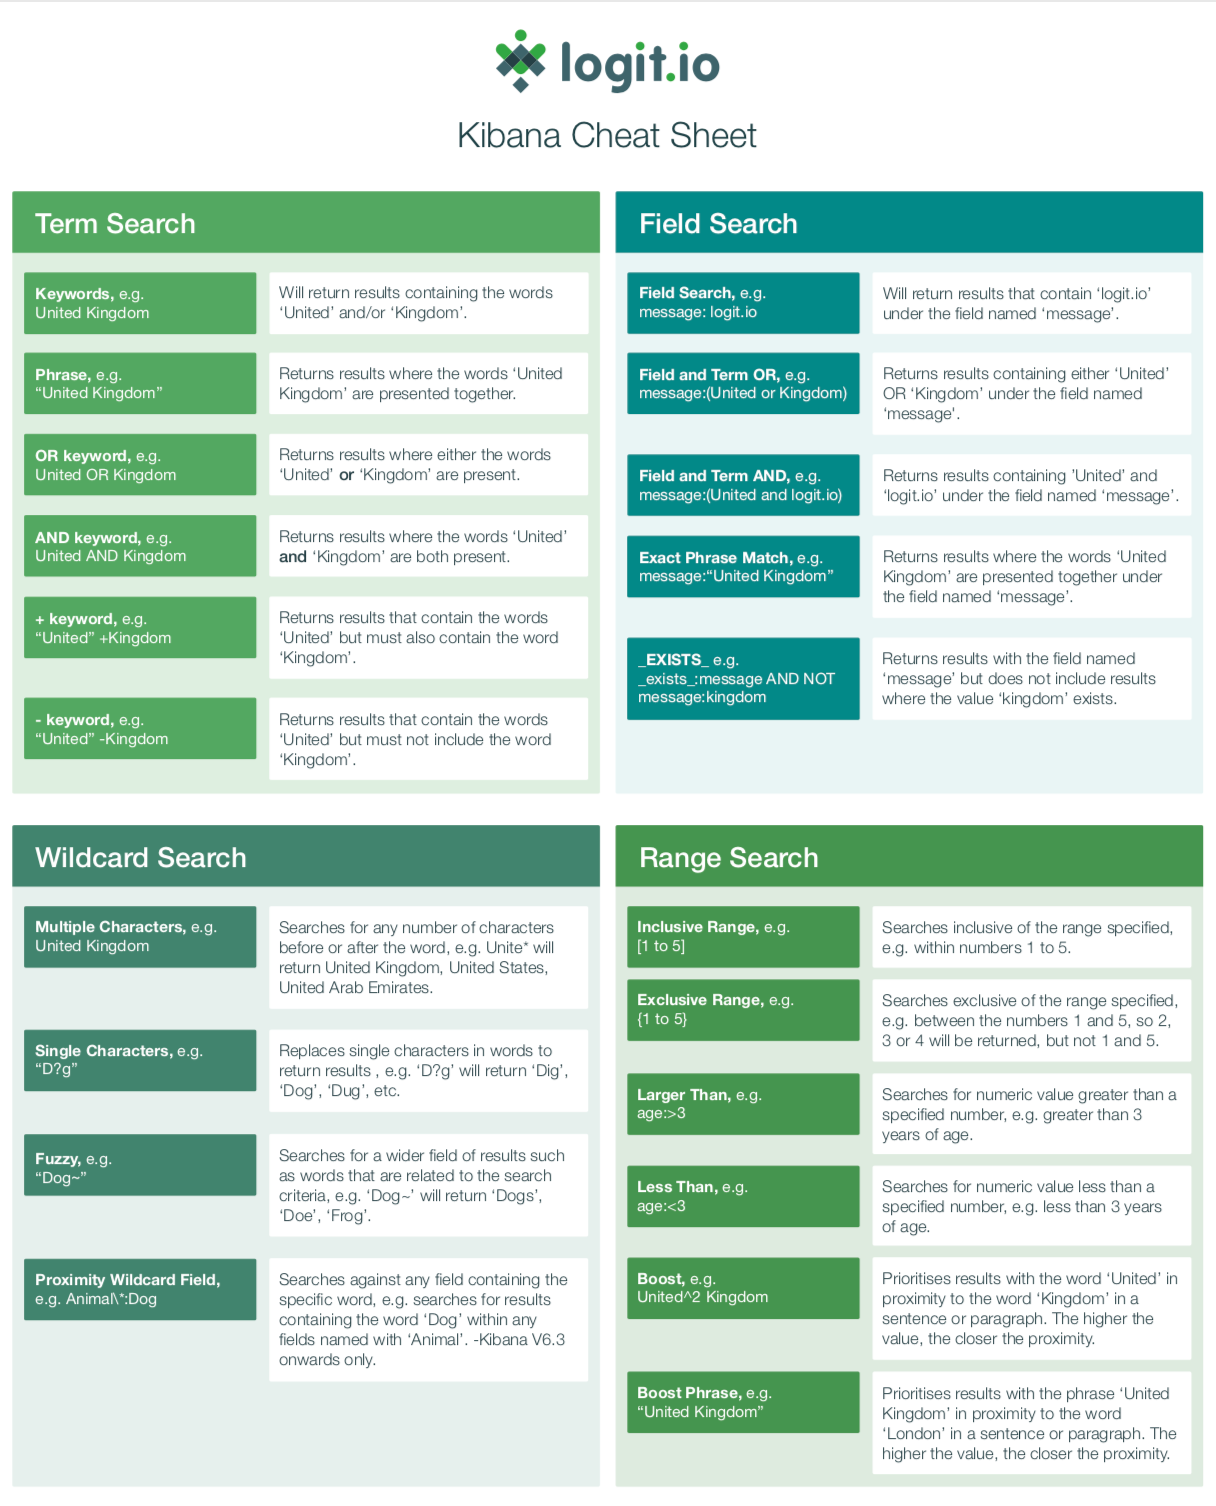 logit.io
Kibana Cheat Sheet
Term Search
Keywords, e.g.
United Kingdom
Will return results containing the words
‘United’ and/or ‘Kingdom’.
Phrase, e.g.
“United Kingdom”
Returns results where the words ‘United
Kingdom’ are presented together.
OR keyword, e.g.
United OR Kingdom
Returns results where either the words
‘United’ or ‘Kingdom’ are present.
AND keyword, e.g.
United AND Kingdom
Returns results where the words ‘United’
and ‘Kingdom’ are both present.
+ keyword, e.g.
“United” +Kingdom
Returns results that contain the words
‘United’ but must also contain the word
‘Kingdom’.
- keyword, e.g.
“United” -Kingdom
Returns results that contain the words
‘United’ but must not include the word
‘Kingdom’.
Field Search
Field Search, e.g.
message: logit.io
Will return results that contain ‘logit.io’
under the field named ‘message’.
Field and Term OR, e.g.
message:(United or Kingdom)
Returns results containing either ‘United’
OR ‘Kingdom’ under the field named
‘message'.
Field and Term AND, e.g.
message:(United and logit.io)
Returns results containing ’United’ and
‘logit.io’ under the field named ‘message’.
Exact Phrase Match, e.g.
message:“United Kingdom”
Returns results where the words ‘United
Kingdom’ are presented together under
the field named ‘message’.
_EXISTS_ e.g.
_exists_:message AND NOT
message:kingdom
Returns results with the field named
‘message’ but does not include results
where the value ‘kingdom’ exists.
Wildcard Search
Multiple Characters, e.g.
United Kingdom
Searches for any number of characters
before or after the word, e.g. Unite* will
return United Kingdom, United States,
United Arab Emirates.
Single Characters, e.g.
“D?g”
Replaces single characters in words to
return results , e.g. ‘D?g’ will return ‘Dig’,
‘Dog’, ‘Dug’, etc.
Fuzzy, e.g.
“Dog~”
Searches for a wider field of results such
as words that are related to the search
criteria, e.g. ‘Dog~’ will return ‘Dogs’,
‘Doe’, ‘Frog’.
Proximity Wildcard Field,
e.g. Animal\*:Dog
Searches against any field containing the
specific word, e.g. searches for results
containing the word ‘Dog’ within any
fields named with ‘Animal’. -Kibana V6.3
onwards only.
Range Search
Inclusive Range, e.g.
[1 to 5]
Searches inclusive of the range specified,
e.g. within numbers 1 to 5.
Exclusive Range, e.g.
{1 to 5}
Searches exclusive of the range specified,
e.g. between the numbers 1 and 5, so 2,
3 or 4 will be returned, but not 1 and 5.
Larger Than, e.g.
age:>3
Searches for numeric value greater than a
specified number, e.g. greater than 3
years of age.
Less Than, e.g.
age:<3
Searches for numeric value less than a
specified number, e.g. less than 3 years
of age.
Boost, e.g.
United^2 Kingdom
Prioritises results with the word ‘United’ in
proximity to the word ‘Kingdom’ in a
sentence or paragraph. The higher the
value, the closer the proximity.
Boost Phrase, e.g.
“United Kingdom”
Prioritises results with the phrase ‘United
Kingdom’ in proximity to the word
‘London’ in a sentence or paragraph. The
higher the value, the closer the proximity.